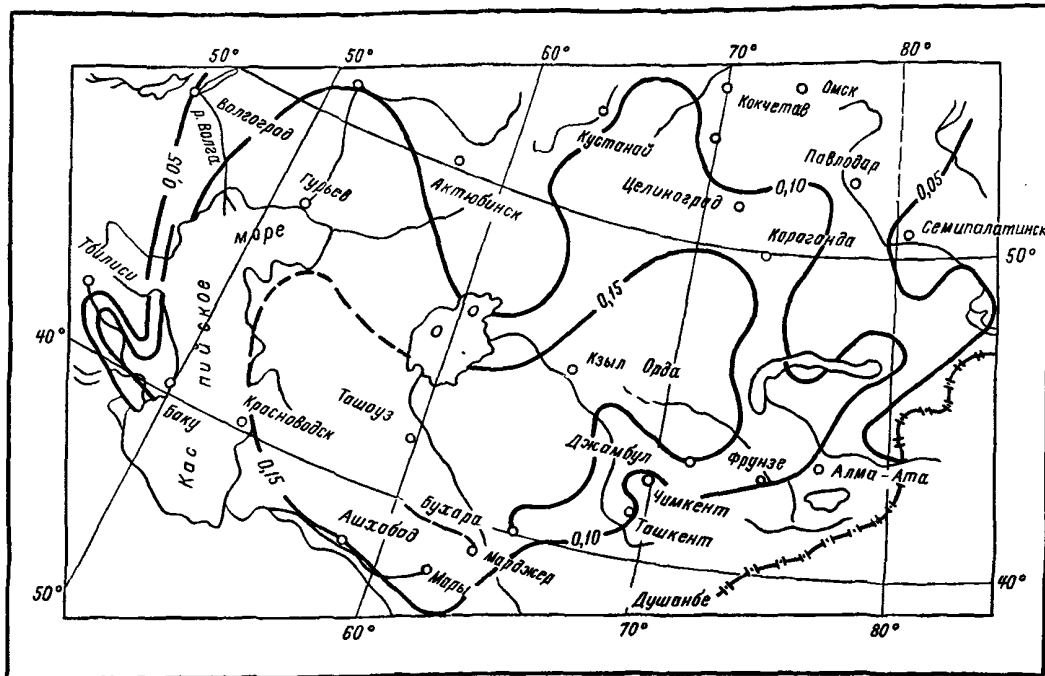 50°
50°
60°
70°
80°
Волгоград
р. Волга
0,05
Гурьев
Актюбинск
Кустанай
Кокчетав
Омск
Целиноград
Павлодар
0,10
0,05
Семипалатинск
Караганда
50°
Тбилиси
море
Каспийское
40°
0,15
Кзыл Орда
Баку
Красноводск
Ташоуз
Джамбул
Фрунзе
Алма-Ата
0,15
Ашхабад
Бухара
0,10
Чимкент
Ташкент
Мары
Марджер
Душанбе
40°
50°
60°
70°
80°